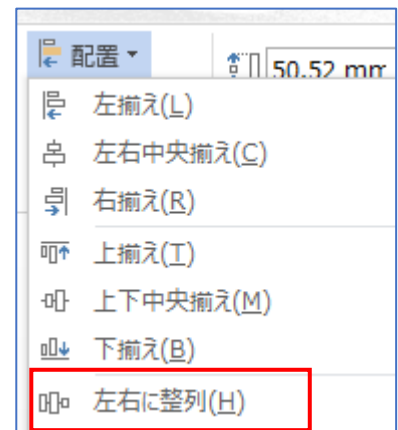 配置
50.52 mm
左揃え(L)
左右中央揃え(C)
右揃え(R)
上揃え(T)
上下中央揃え(M)
下揃え(B)
左右に整列(H)